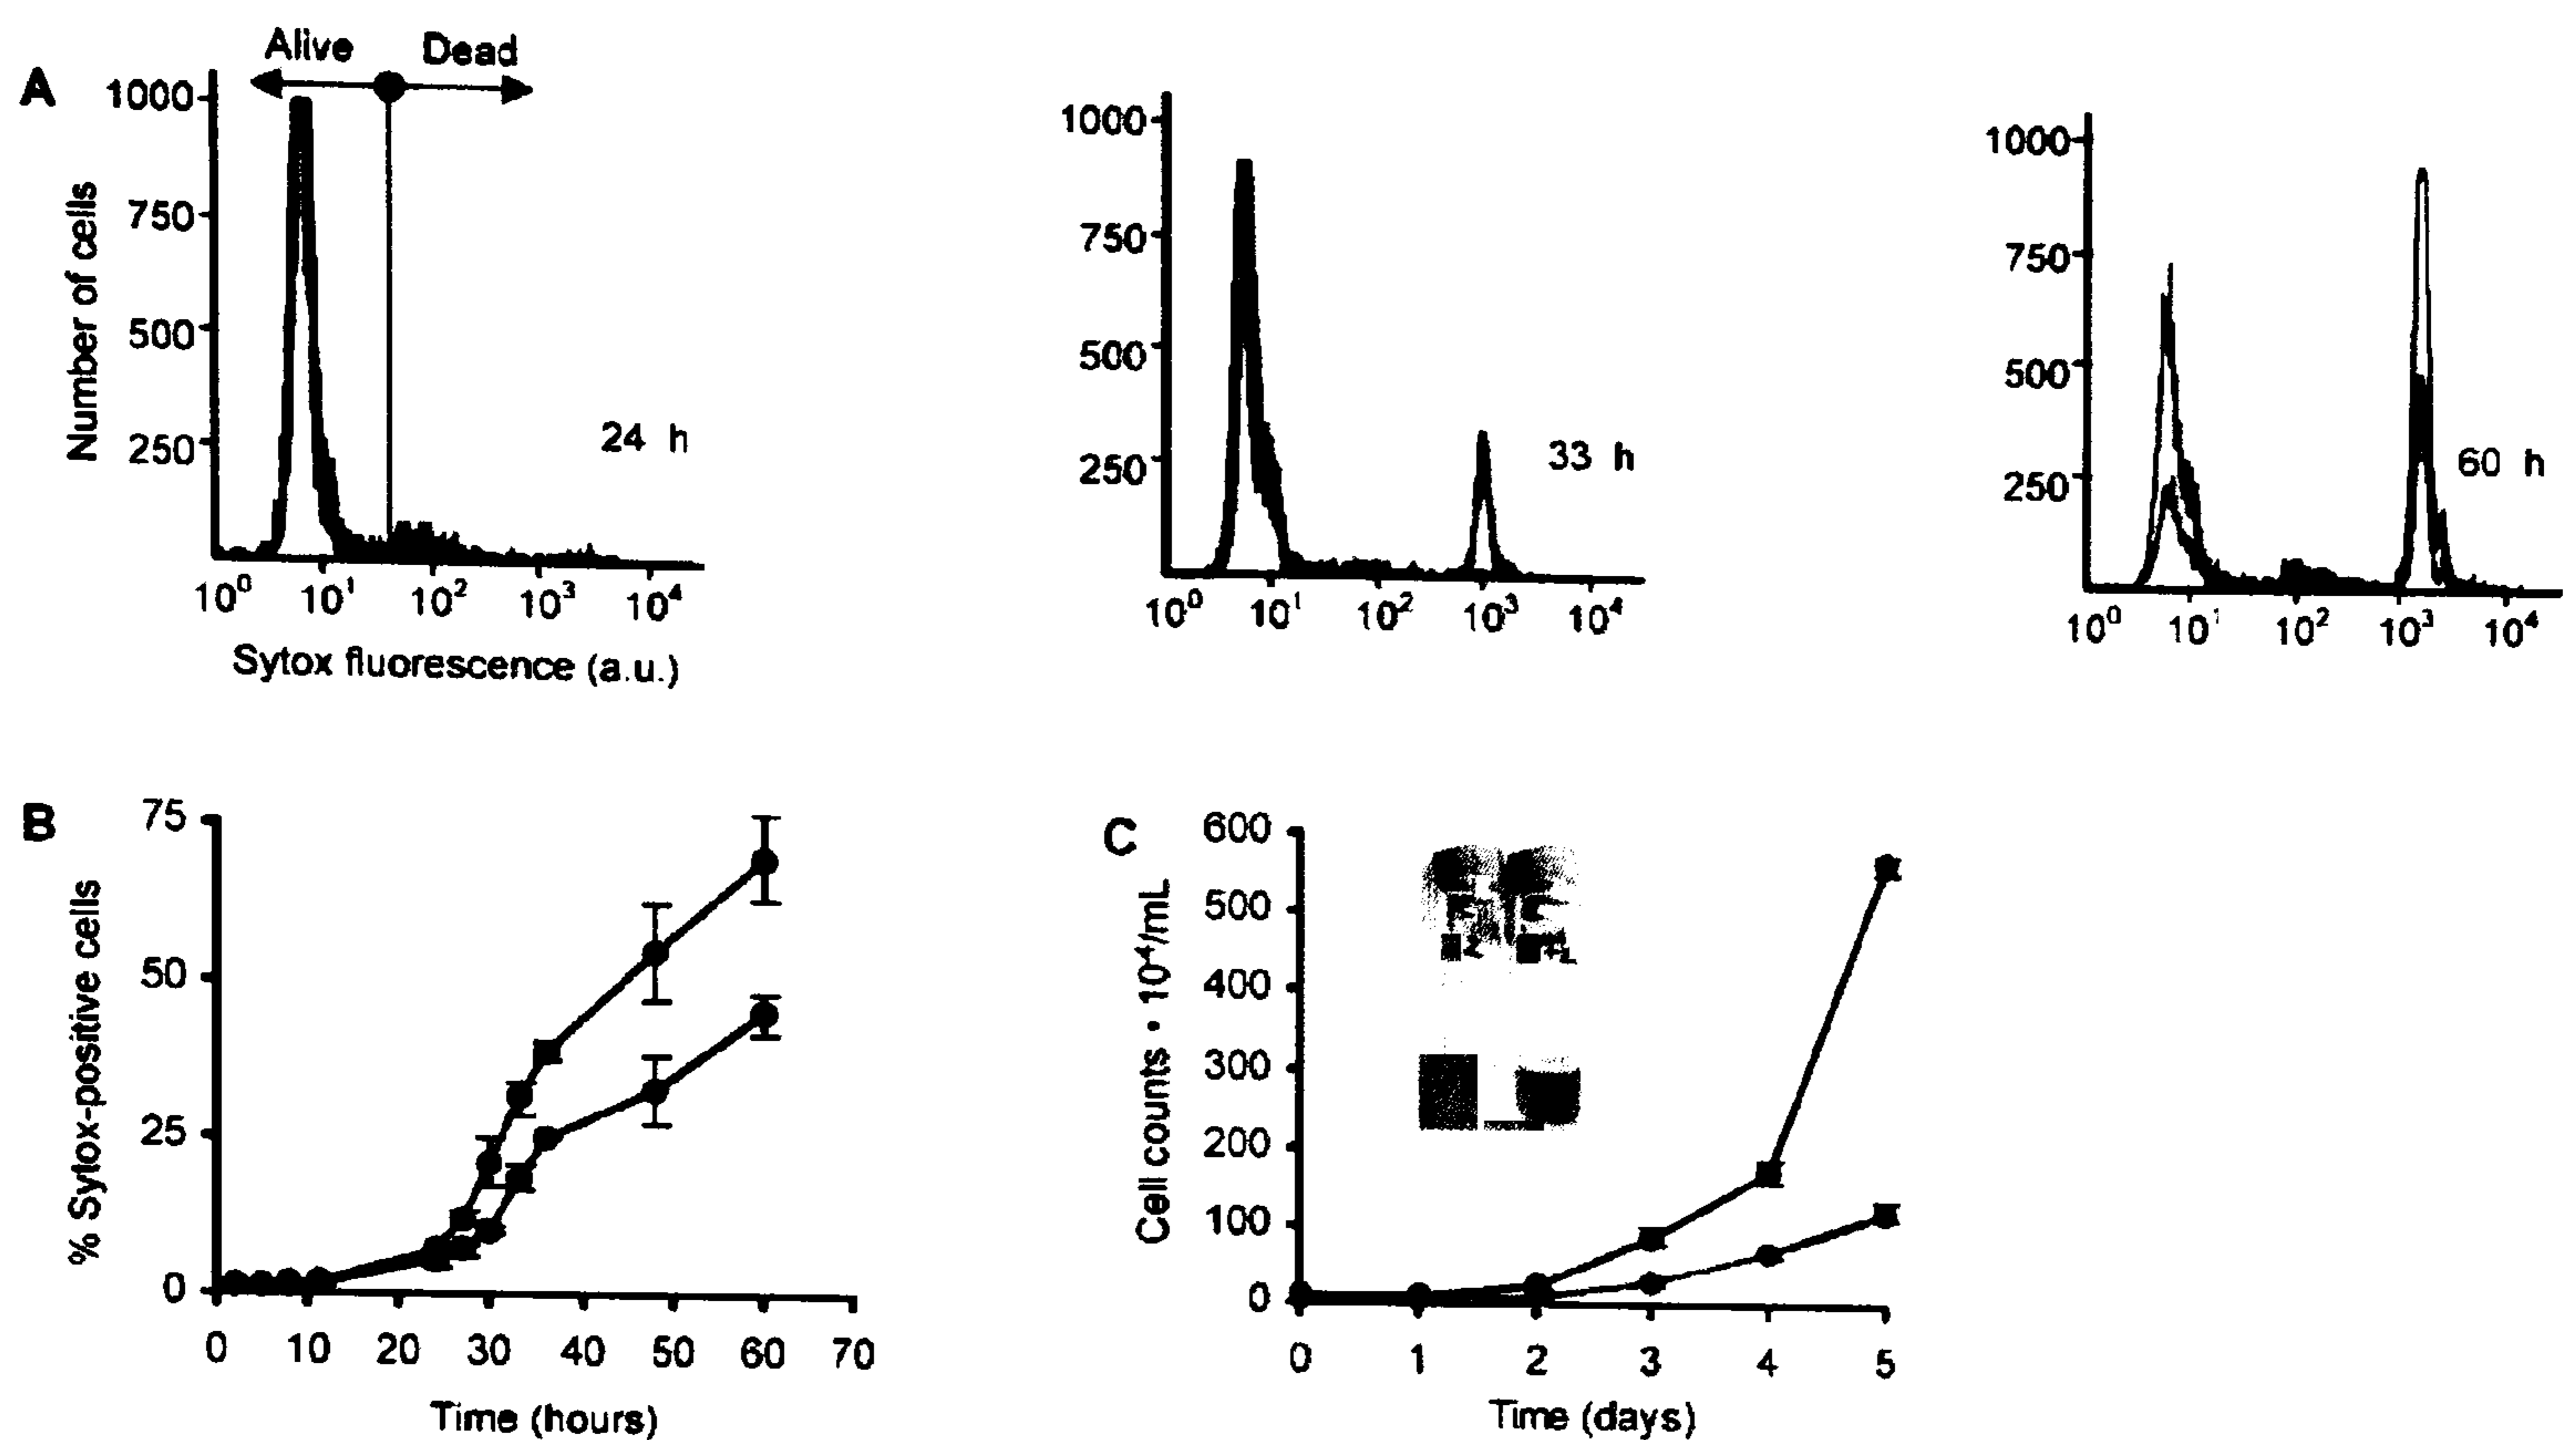 A
Alive Dead
Number of cells
1000
750
500
250
24 h
10⁰ 10¹ 10² 10³ 10⁴
Sytox fluorescence (a.u.)
1000
750
500
250
33 h
10⁰ 10¹ 10² 10³ 10⁴
1000
750
500
250
60 h
10⁰ 10¹ 10² 10³ 10⁴
B
% Sytox-positive cells
75
50
25
0
0 10 20 30 40 50 60 70
Time (hours)
C
Cell counts • 10⁻⁴/mL
600
500
400
300
200
100
0
0 1 2 3 4 5
Time (days)